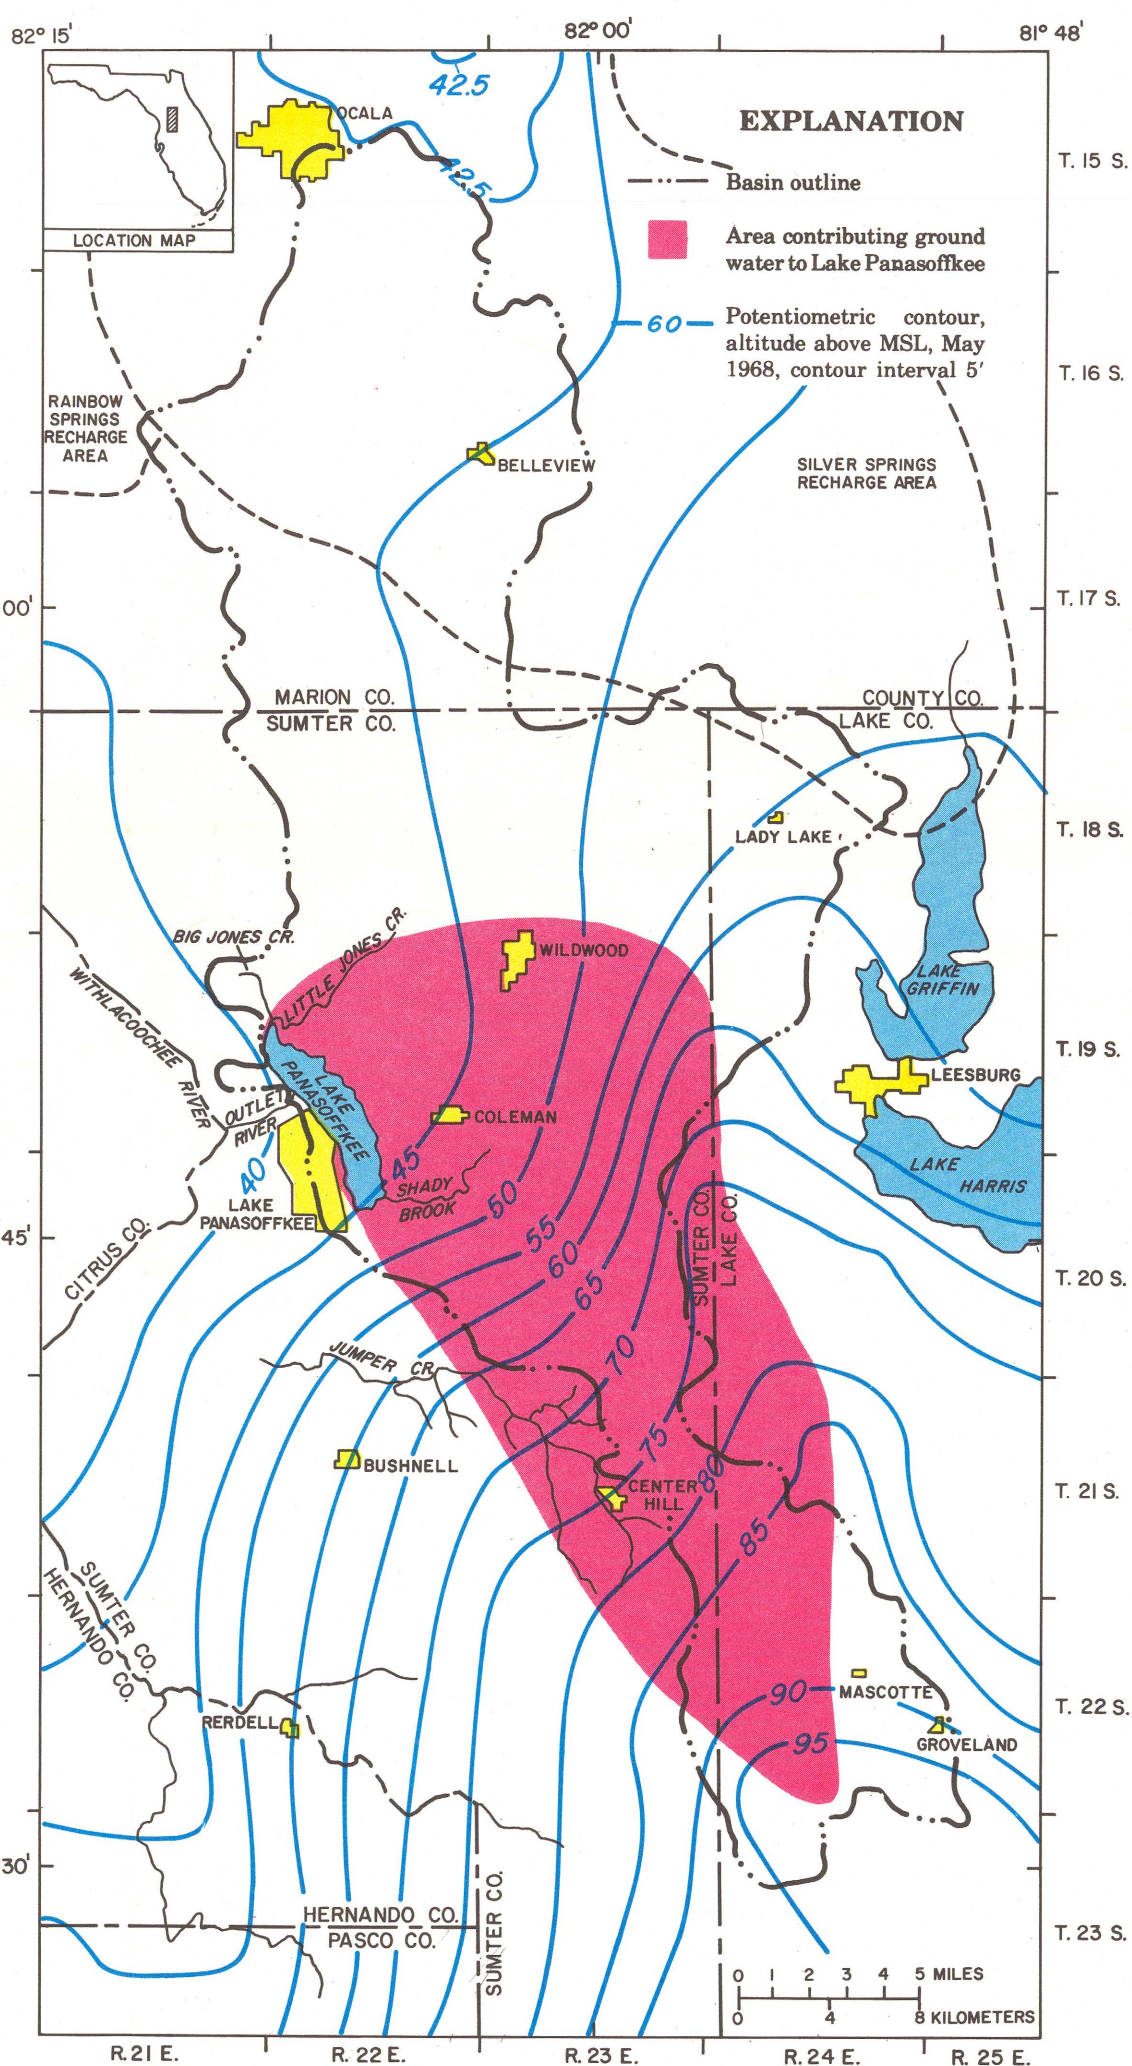 82° 15'
82° 00'
81° 48'
42.5
OCALA
EXPLANATION
T. 15 S.
42.5
Basin outline
LOCATION MAP
Area contributing ground
water to Lake Panasoffkee
60
Potentiometric contour,
altitude above MSL, May
1968, contour interval 5'
T. 16 S.
RAINBOW
SPRINGS
RECHARGE
AREA
BELLEVIEW
SILVER SPRINGS
RECHARGE AREA
00'
T. 17 S.
MARION CO.
SUMTER CO.
COUNTY CO.
LAKE CO.
T. 18 S.
LADY LAKE
BIG JONES CR.
LITTLE JONES CR.
WILDWOOD
LAKE
GRIFFIN
WITHLACOOCHEE RIVER
T. 19 S.
LEESBURG
LAKE
PANASOFFKEE
OUTLET
RIVER
COLEMAN
40
45
SHADY
BROOK
LAKE
HARRIS
LAKE
PANASOFFKEE
50
55
60
65
70
SUMTER CO.
LAKE CO.
45'
CITRUS CO.
T. 20 S.
JUMPER CR.
75
80
BUSHNELL
CENTER
HILL
T. 21 S.
85
SUMTER CO.
HERNANDO CO.
90
MASCOTTE
T. 22 S.
RERDELL
95
GROVELAND
30'
HERNANDO CO.
PASCO CO.
SUMTER CO.
T. 23 S.
0 1 2 3 4 5 MILES
0 4 8 KILOMETERS
R. 21 E.
R. 22 E.
R. 23 E.
R. 24 E.
R. 25 E.